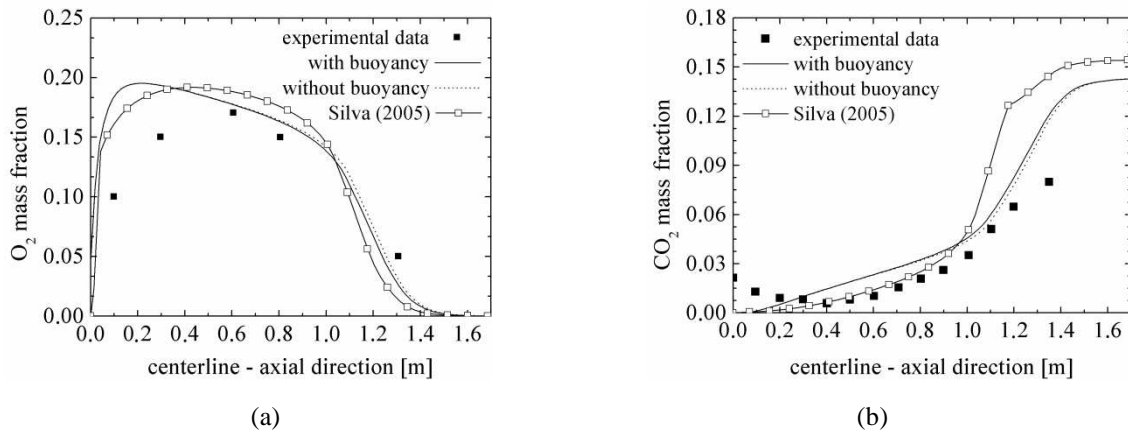 0.25
experimental data
with buoyancy
without buoyancy
Silva (2005)
0.20
0.15
0.10
0.05
0.00
O2 mass fraction
0.0 0.2 0.4 0.6 0.8 1.0 1.2 1.4 1.6
centerline - axial direction [m]
(a)
0.18
experimental data
with buoyancy
without buoyancy
Silva (2005)
0.15
0.12
0.09
0.06
0.03
0.00
CO2 mass fraction
0.0 0.2 0.4 0.6 0.8 1.0 1.2 1.4 1.6
centerline - axial direction [m]
(b)